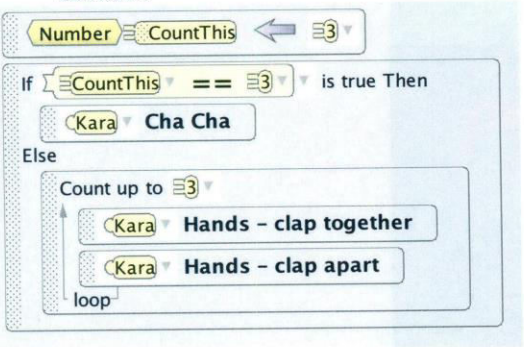 Number CountThis 3
If CountThis == 3 is true Then
Kara Cha Cha
Else
Count up to 3
Kara Hands – clap together
Kara Hands – clap apart
loop